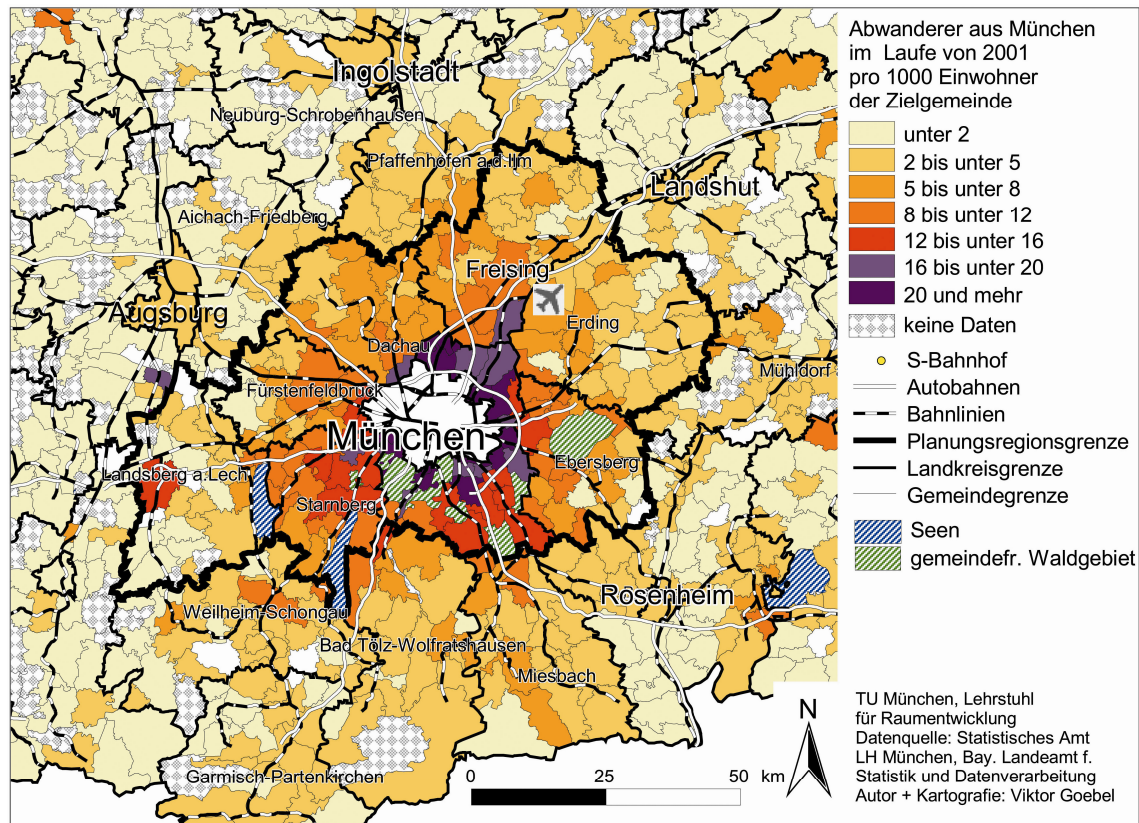 Abwanderer aus München
im Laufe von 2001
pro 1000 Einwohner
der Zielgemeinde
unter 2
2 bis unter 5
5 bis unter 8
8 bis unter 12
12 bis unter 16
16 bis unter 20
20 und mehr
keine Daten
S-Bahnhof
Autobahnen
Bahnlinien
Planungsregionsgrenze
Landkreisgrenze
Gemeindegrenze
Seen
gemeindefr. Waldgebiet
Ingolstadt
Neuburg-Schrobenhausen
Pfaffenhofen a.d.Ilm
Landshut
Aichach-Friedberg
Freising
Augsburg
Erding
Dachau
Mühldorf
Fürstenfeldbruck
München
Landsberg a.Lech
Ebersberg
Starnberg
Rosenheim
Weilheim-Schongau
Bad Tölz-Wolfratshausen
Miesbach
Garmisch-Partenkirchen
0 25 50 km
N
TU München, Lehrstuhl
für Raumentwicklung
Datenquelle: Statistisches Amt
LH München, Bay. Landeamt f.
Statistik und Datenverarbeitung
Autor + Kartografie: Viktor Goebel